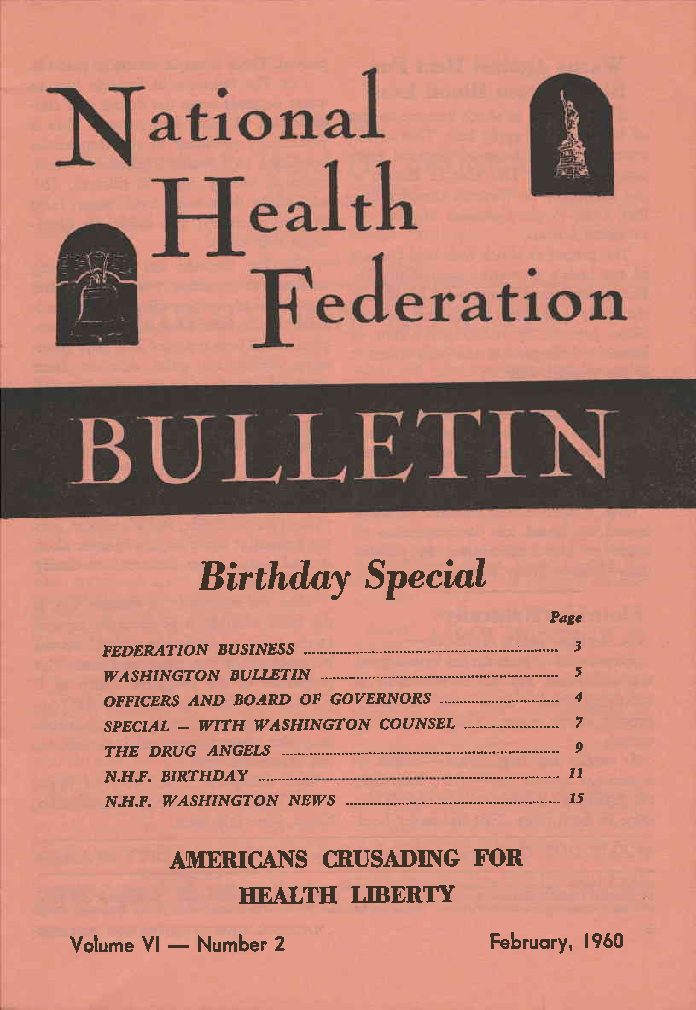 National
Health
Federation
BULLETIN
Birthday Special
Page
FEDERATION BUSINESS ........ 3
WASHINGTON BULLETIN ........ 5
OFFICERS AND BOARD OF GOVERNORS ........ 4
SPECIAL — WITH WASHINGTON COUNSEL ........ 7
THE DRUG ANGELS ........ 9
N.H.F. BIRTHDAY ........ 11
N.H.F. WASHINGTON NEWS ........ 15
AMERICANS CRUSADING FOR
HEALTH LIBERTY
Volume VI — Number 2 February, 1960